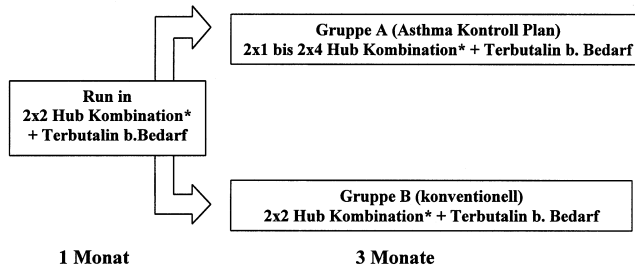 Gruppe A (Asthma Kontroll Plan)
2x1 bis 2x4 Hub Kombination* + Terbutalin b. Bedarf
Run in
2x2 Hub Kombination*
+ Terbutalin b.Bedarf
Gruppe B (konventionell)
2x2 Hub Kombination* + Terbutalin b. Bedarf
1 Monat
3 Monate